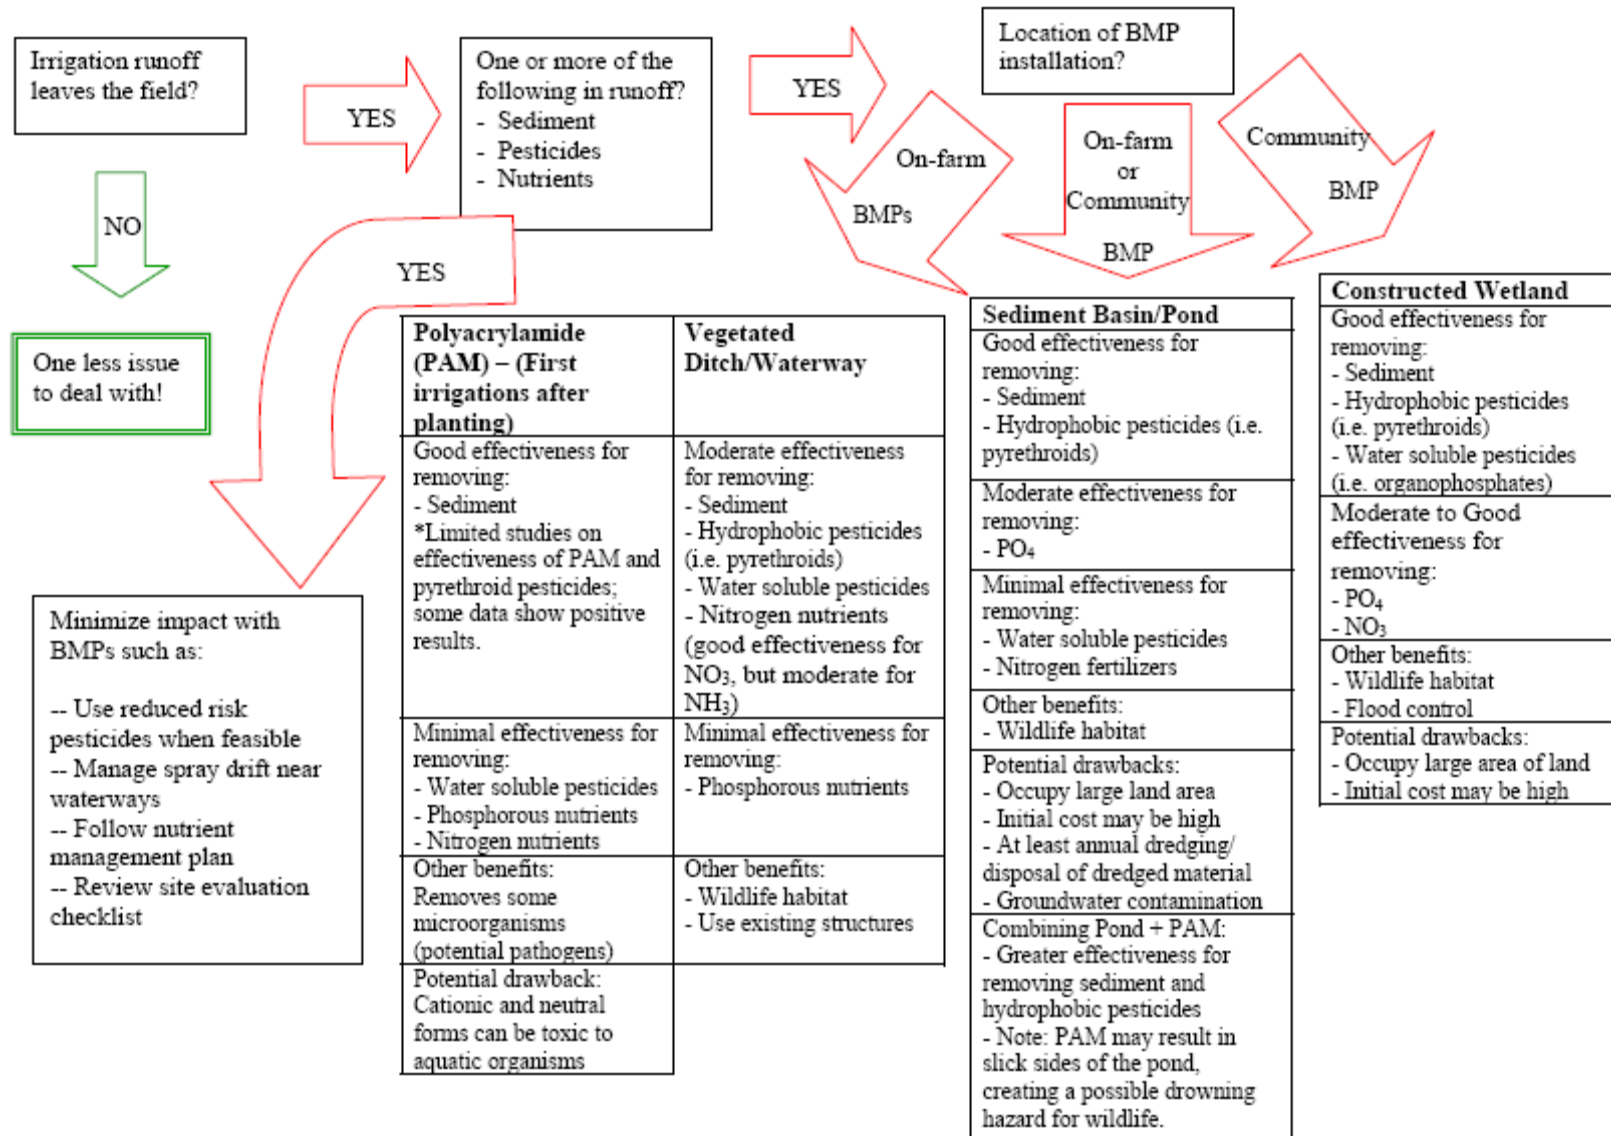 Irrigation runoff
leaves the field?
YES
NO
One less issue
to deal with!
One or more of the
following in runoff?
- Sediment
- Pesticides
- Nutrients
YES
YES
Minimize impact with
BMPs such as:
-- Use reduced risk
pesticides when feasible
-- Manage spray drift near
waterways
-- Follow nutrient
management plan
-- Review site evaluation
checklist
Location of BMP
installation?
On-farm
BMPs
On-farm
or
Community
BMP
Community
BMP
Polyacrylamide
(PAM) – (First
irrigations after
planting)
Good effectiveness for
removing:
- Sediment
*Limited studies on
effectiveness of PAM and
pyrethroid pesticides;
some data show positive
results.
Minimal effectiveness for
removing:
- Water soluble pesticides
- Phosphorous nutrients
- Nitrogen nutrients
Other benefits:
Removes some
microorganisms
(potential pathogens)
Potential drawback:
Cationic and neutral
forms can be toxic to
aquatic organisms
Vegetated
Ditch/Waterway
Moderate effectiveness
for removing:
- Sediment
- Hydrophobic pesticides
(i.e. pyrethroids)
- Water soluble pesticides
- Nitrogen nutrients
(good effectiveness for
NO₃, but moderate for
NH₃)
Minimal effectiveness for
removing:
- Phosphorous nutrients
Other benefits:
- Wildlife habitat
- Use existing structures
Sediment Basin/Pond
Good effectiveness for
removing:
- Sediment
- Hydrophobic pesticides (i.e.
pyrethroids)
Moderate effectiveness for
removing:
- PO₄
Minimal effectiveness for
removing:
- Water soluble pesticides
- Nitrogen fertilizers
Other benefits:
- Wildlife habitat
Potential drawbacks:
- Occupy large land area
- Initial cost may be high
- At least annual dredging/
disposal of dredged material
- Groundwater contamination
Combining Pond + PAM:
- Greater effectiveness for
removing sediment and
hydrophobic pesticides
- Note: PAM may result in
slick sides of the pond,
creating a possible drowning
hazard for wildlife.
Constructed Wetland
Good effectiveness for
removing:
- Sediment
- Hydrophobic pesticides
(i.e. pyrethroids)
- Water soluble pesticides
(i.e. organophosphates)
Moderate to Good
effectiveness for
removing:
- PO₄
- NO₃
Other benefits:
- Wildlife habitat
- Flood control
Potential drawbacks:
- Occupy large area of land
- Initial cost may be high